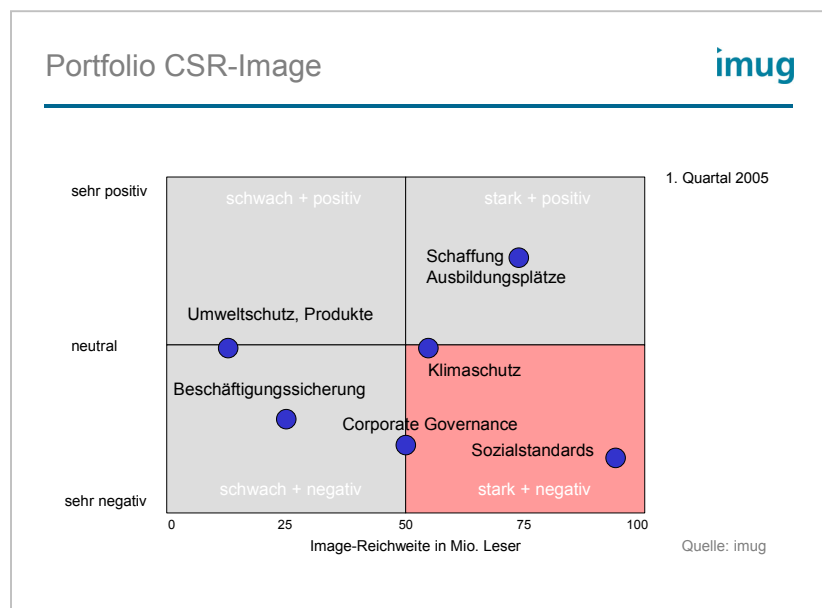 Portfolio CSR-Image
imug
sehr positiv
schwach + positiv
stark + positiv
1. Quartal 2005
Schaffung
Ausbildungsplätze
Umweltschutz, Produkte
neutral
Klimaschutz
Beschäftigungssicherung
Corporate Governance
Sozialstandards
schwach + negativ
stark + negativ
sehr negativ
0 25 50 75 100
Image-Reichweite in Mio. Leser
Quelle: imug